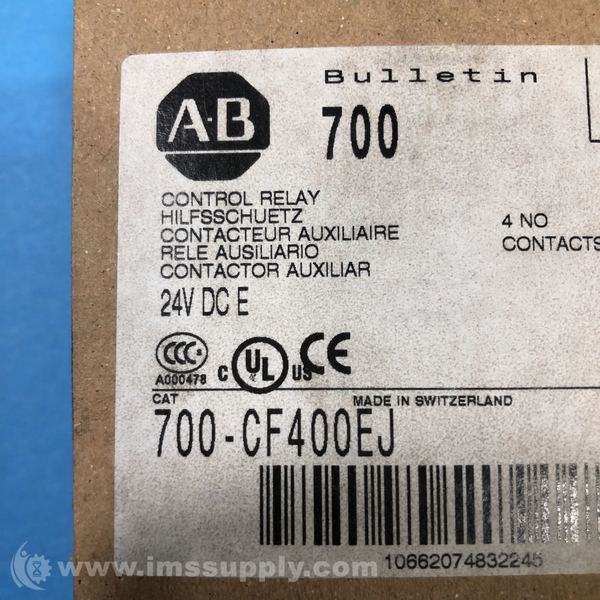 A·B
Bulletin
700
CONTROL RELAY
HILFSSCHUETZ
CONTACTEUR AUXILIAIRE
RELE AUSILIARIO
CONTACTOR AUXILIAR
24V DC E
4 NO
CONTACTS
CCC S
A000478
C UL US CE
CAT
MADE IN SWITZERLAND
700-CF400EJ
10662074832245
www.imssupply.com